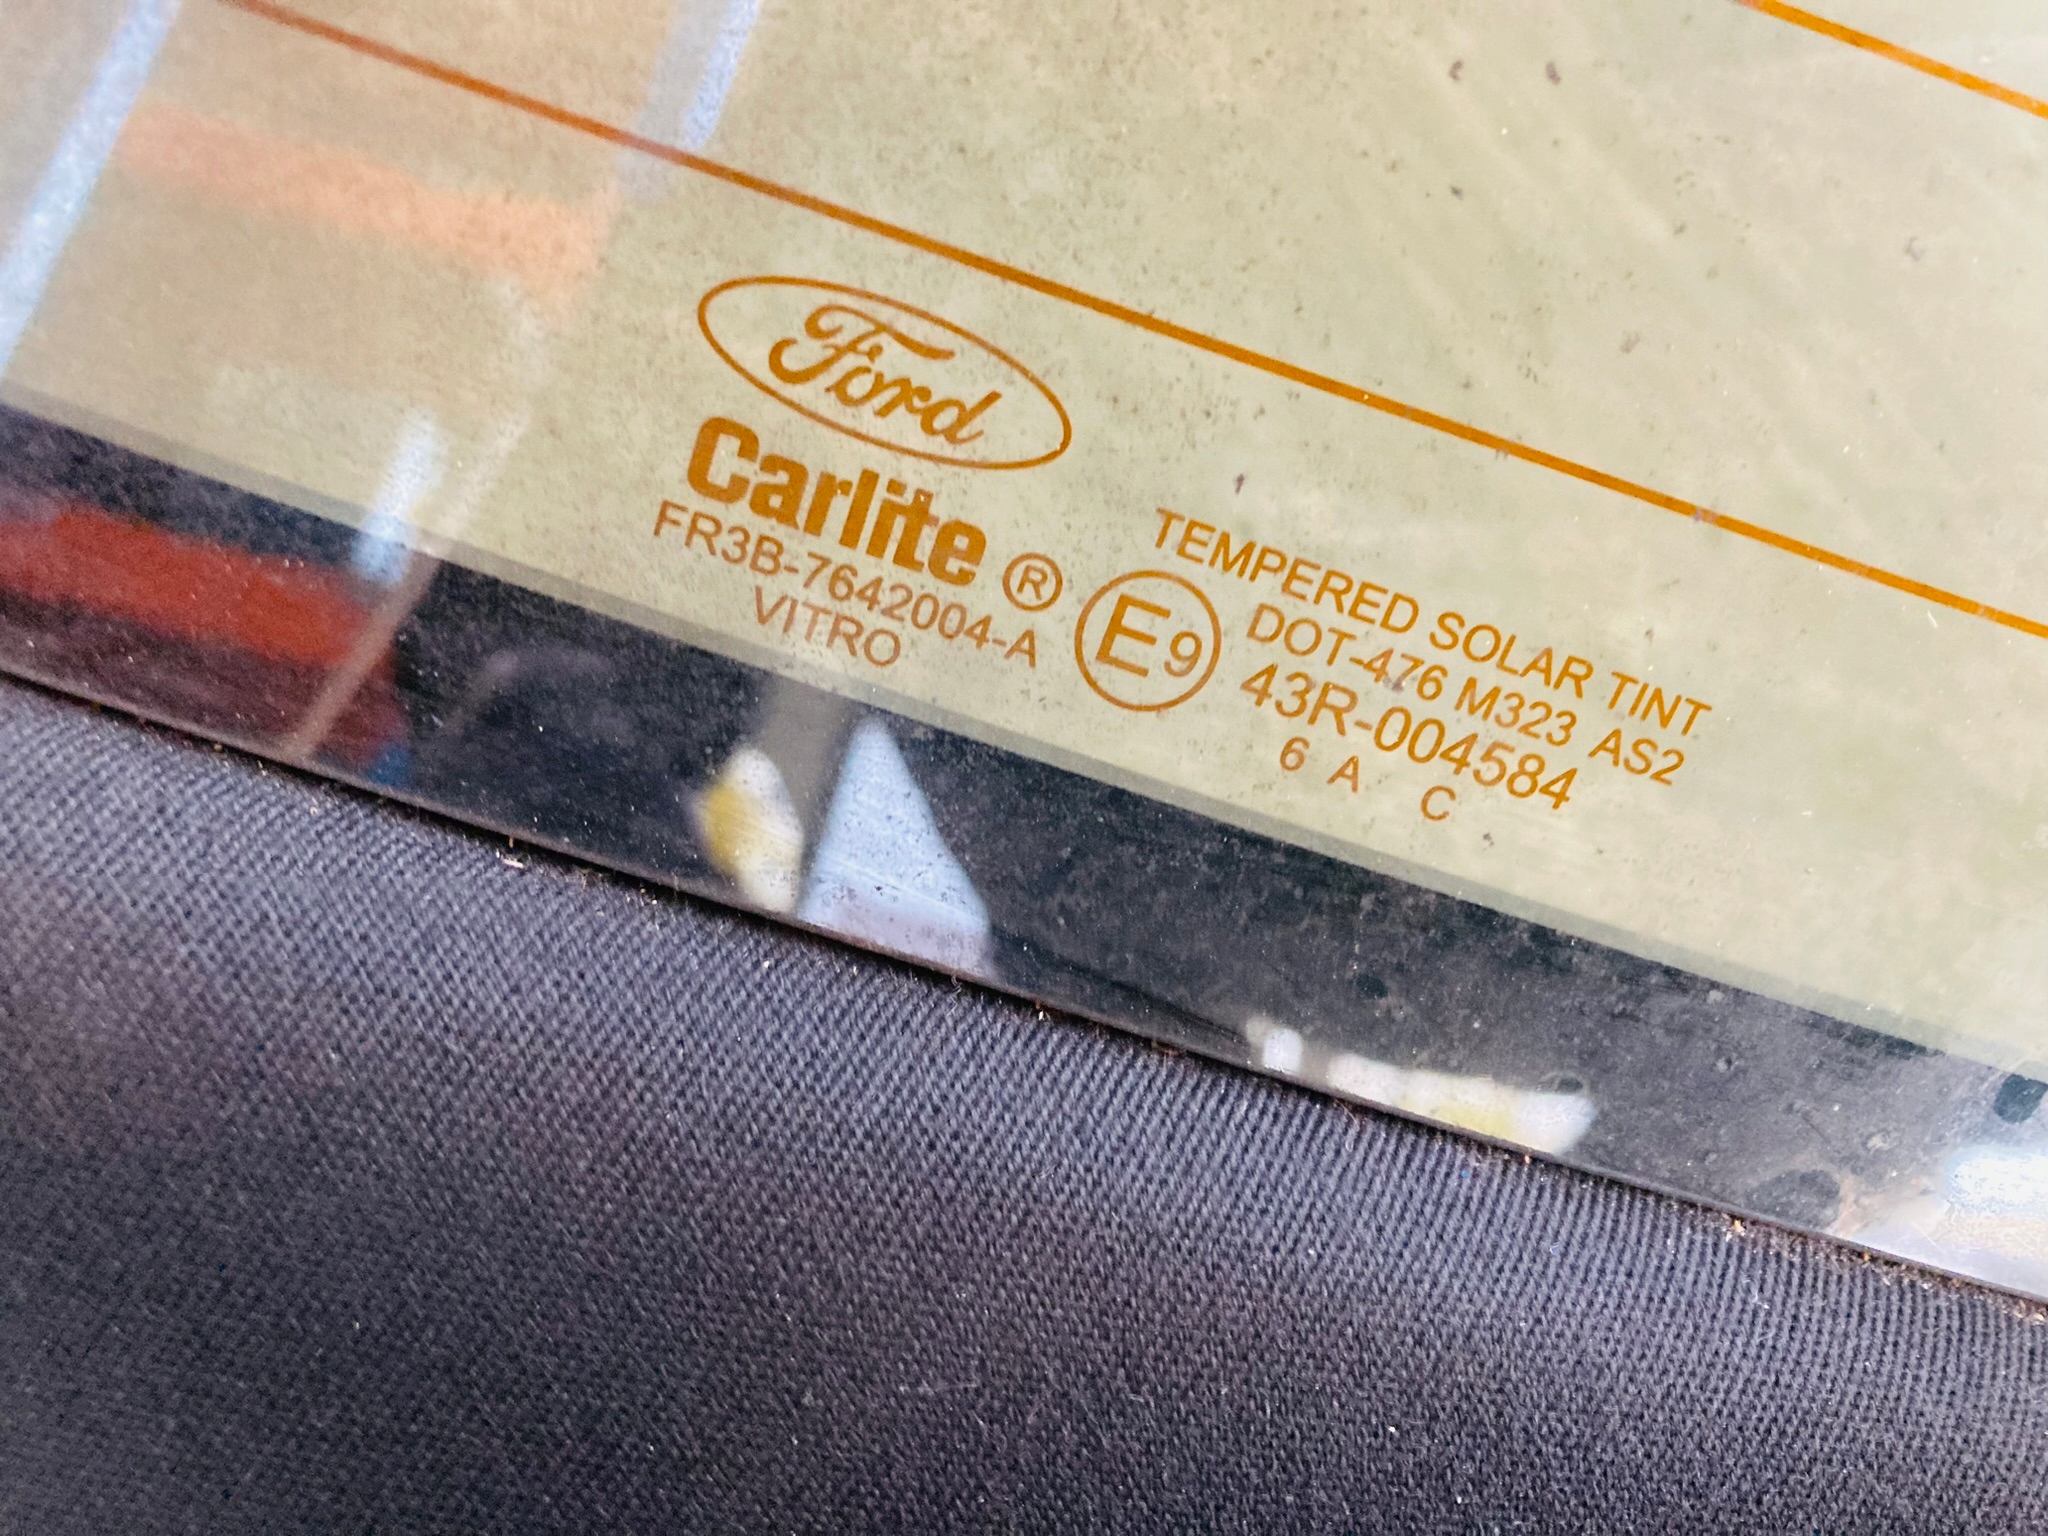 Ford
Carlite ®
FR3B-7642004-A
VITRO
E9
TEMPERED SOLAR TINT
DOT-476 M323 AS2
43R-004584
6 A C